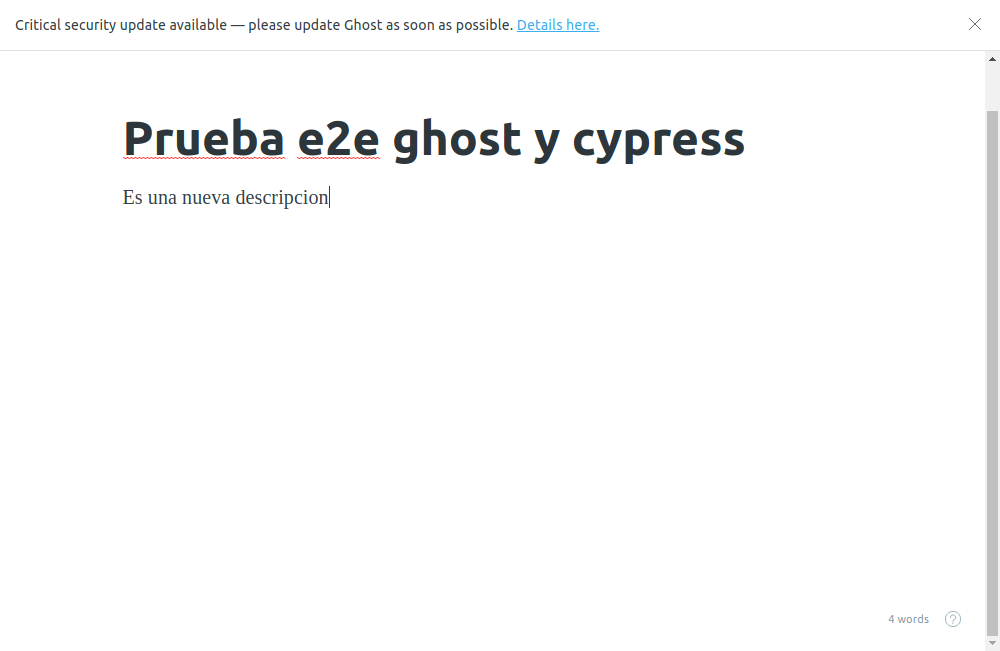 Critical security update available — please update Ghost as soon as possible. Details here.
Prueba e2e ghost y cypress
Es una nueva descripcion
4 words
?